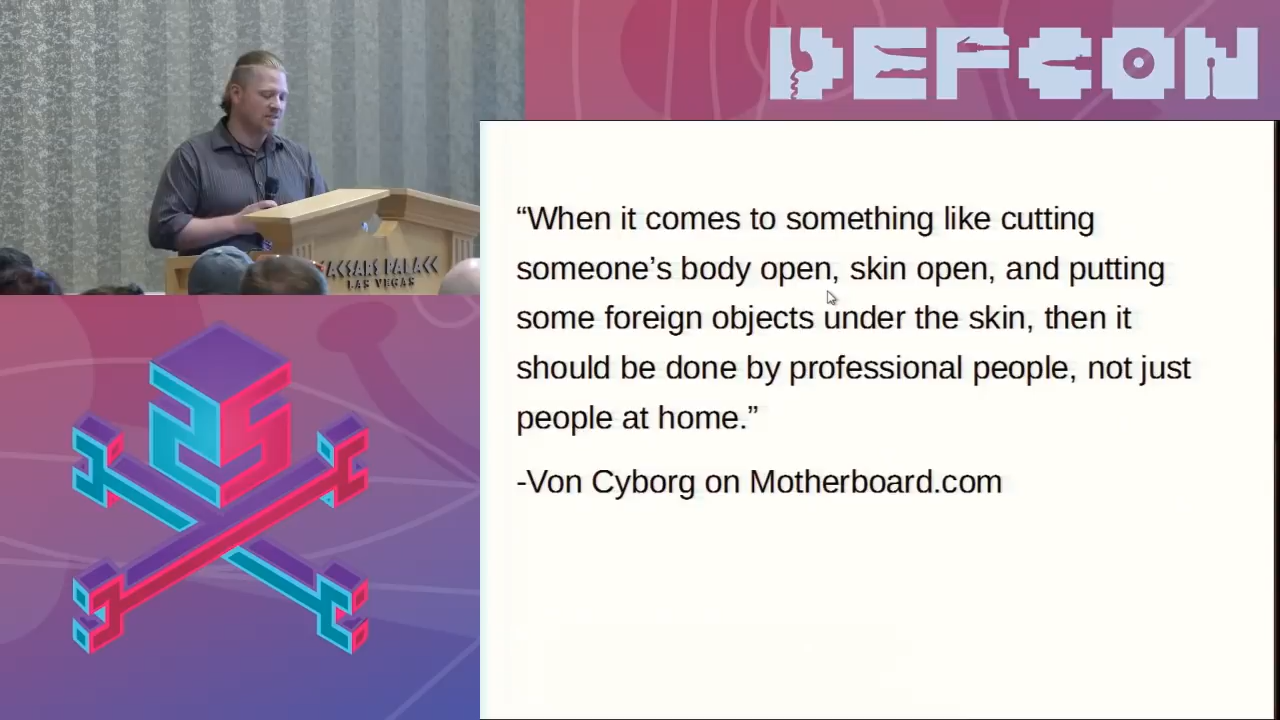 DEFCON
CAESARS PALACE
LAS VEGAS
25
“When it comes to something like cutting
someone’s body open, skin open, and putting
some foreign objects under the skin, then it
should be done by professional people, not just
people at home.”
-Von Cyborg on Motherboard.com